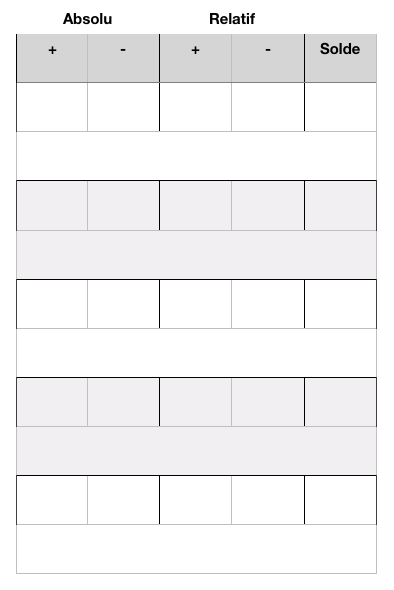 Absolu Relatif
+ - + - Solde